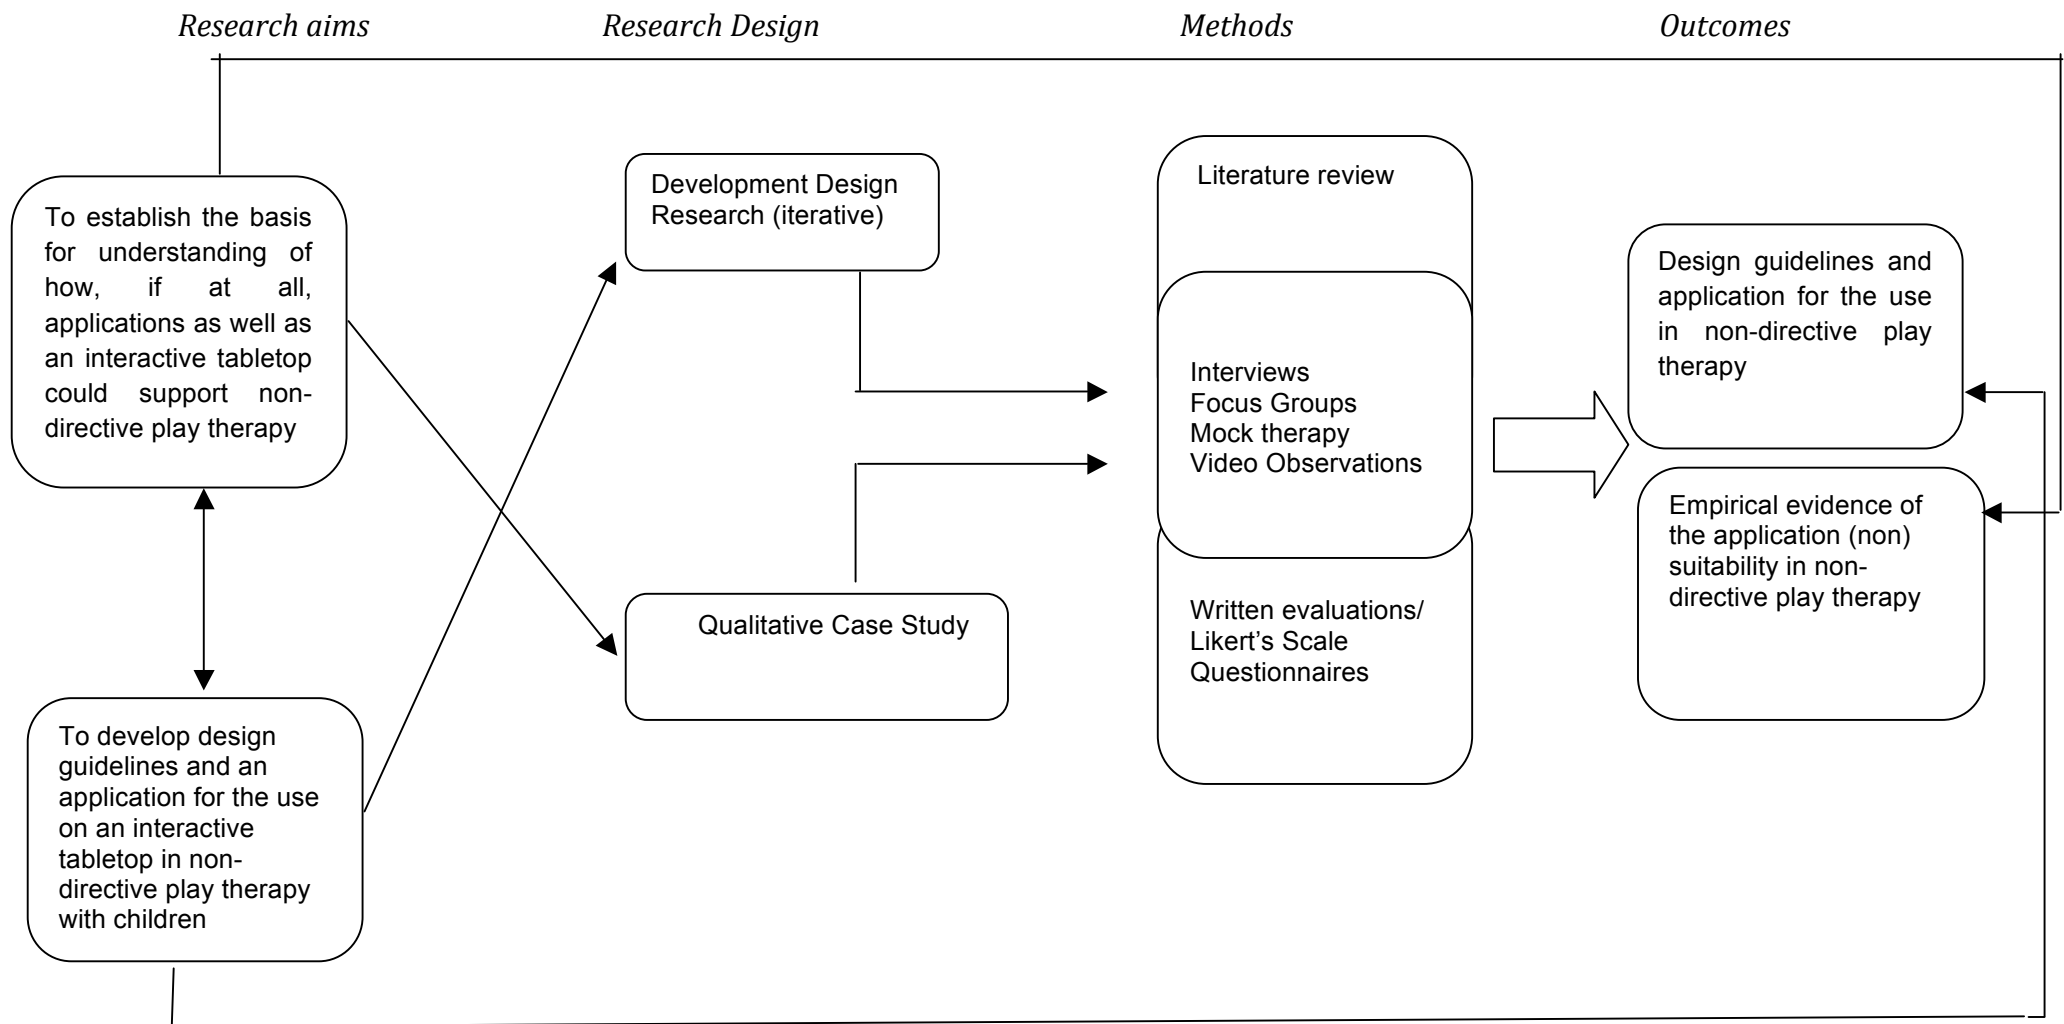 Research aims
Research Design
Methods
Outcomes
To establish the basis
for understanding of
how, if at all,
applications as well as
an interactive tabletop
could support non-
directive play therapy
To develop design
guidelines and an
application for the use
on an interactive
tabletop in non-
directive play therapy
with children
Development Design
Research (iterative)
Qualitative Case Study
Literature review
Interviews
Focus Groups
Mock therapy
Video Observations
Written evaluations/
Likert’s Scale
Questionnaires
Design guidelines and
application for the use
in non-directive play
therapy
Empirical evidence of
the application (non)
suitability in non-
directive play therapy